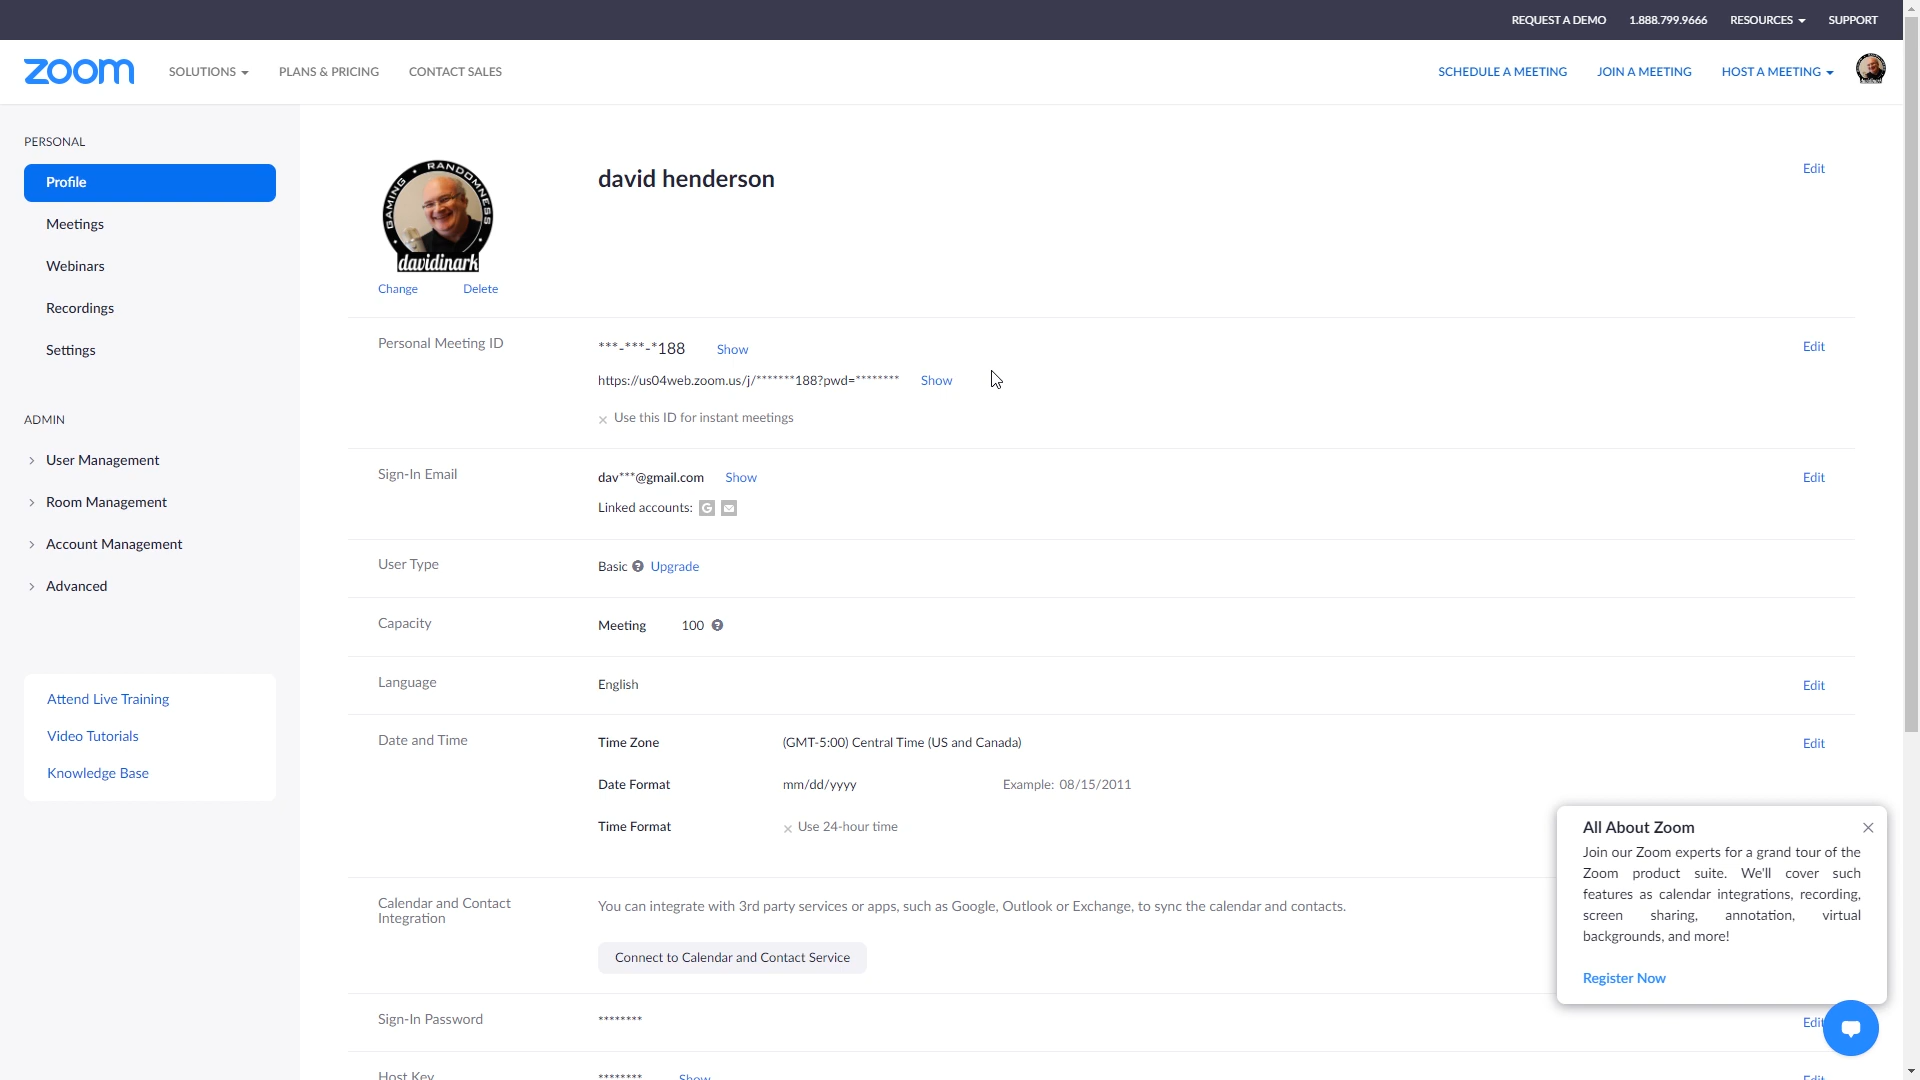 REQUEST A DEMO 1.888.799.9666 RESOURCES SUPPORT
zoom SOLUTIONS PLANS & PRICING CONTACT SALES SCHEDULE A MEETING JOIN A MEETING HOST A MEETING
PERSONAL
Profile
Meetings
Webinars
Recordings
Settings
ADMIN
User Management
Room Management
Account Management
Advanced
Attend Live Training
Video Tutorials
Knowledge Base
GAMING RANDOMNESS
davidinark
Change Delete
david henderson Edit
Personal Meeting ID ***-***-*188 Show Edit
https://us04web.zoom.us/j/*******188?pwd=******** Show
Use this ID for instant meetings
Sign-In Email dav***@gmail.com Show Edit
Linked accounts: G
User Type Basic ? Upgrade
Capacity Meeting 100 ?
Language English Edit
Date and Time Time Zone (GMT-5:00) Central Time (US and Canada) Edit
Date Format mm/dd/yyyy Example: 08/15/2011
Time Format Use 24-hour time
Calendar and Contact
Integration
You can integrate with 3rd party services or apps, such as Google, Outlook or Exchange, to sync the calendar and contacts.
Connect to Calendar and Contact Service
Sign-In Password ******** Edit
Host Key ******** Show Edit
All About Zoom
Join our Zoom experts for a grand tour of the
Zoom product suite. We'll cover such
features as calendar integrations, recording,
screen sharing, annotation, virtual
backgrounds, and more!
Register Now